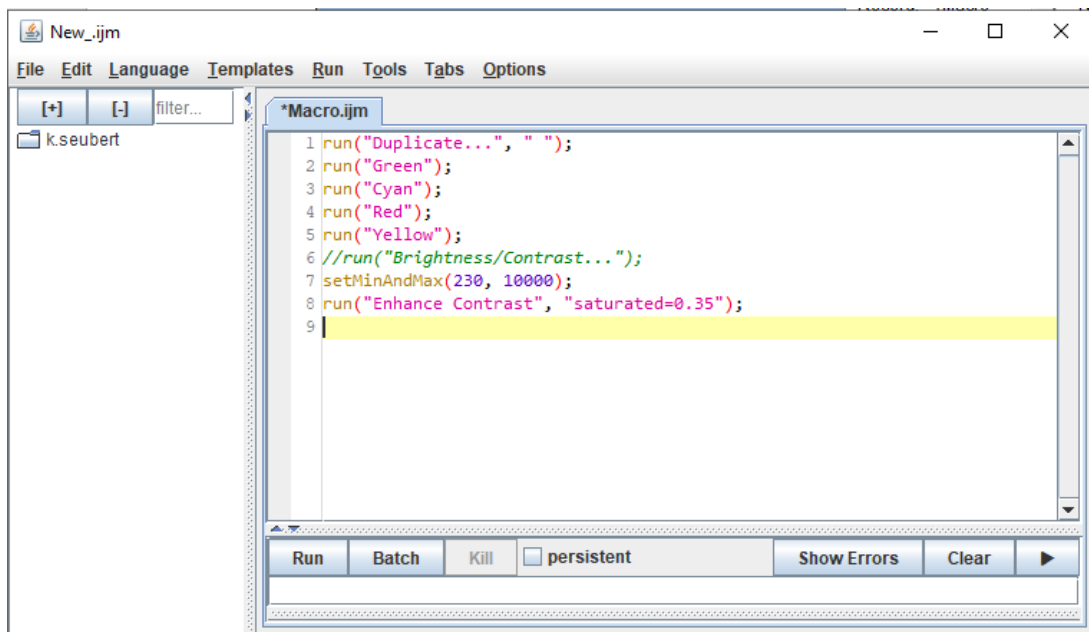 New_.ijm
File Edit Language Templates Run Tools Tabs Options
[+] [-] filter...
k.seubert
*Macro.ijm
1 run("Duplicate...", " ");
2 run("Green");
3 run("Cyan");
4 run("Red");
5 run("Yellow");
6 //run("Brightness/Contrast...");
7 setMinAndMax(230, 10000);
8 run("Enhance Contrast", "saturated=0.35");
9
Run Batch Kill persistent Show Errors Clear